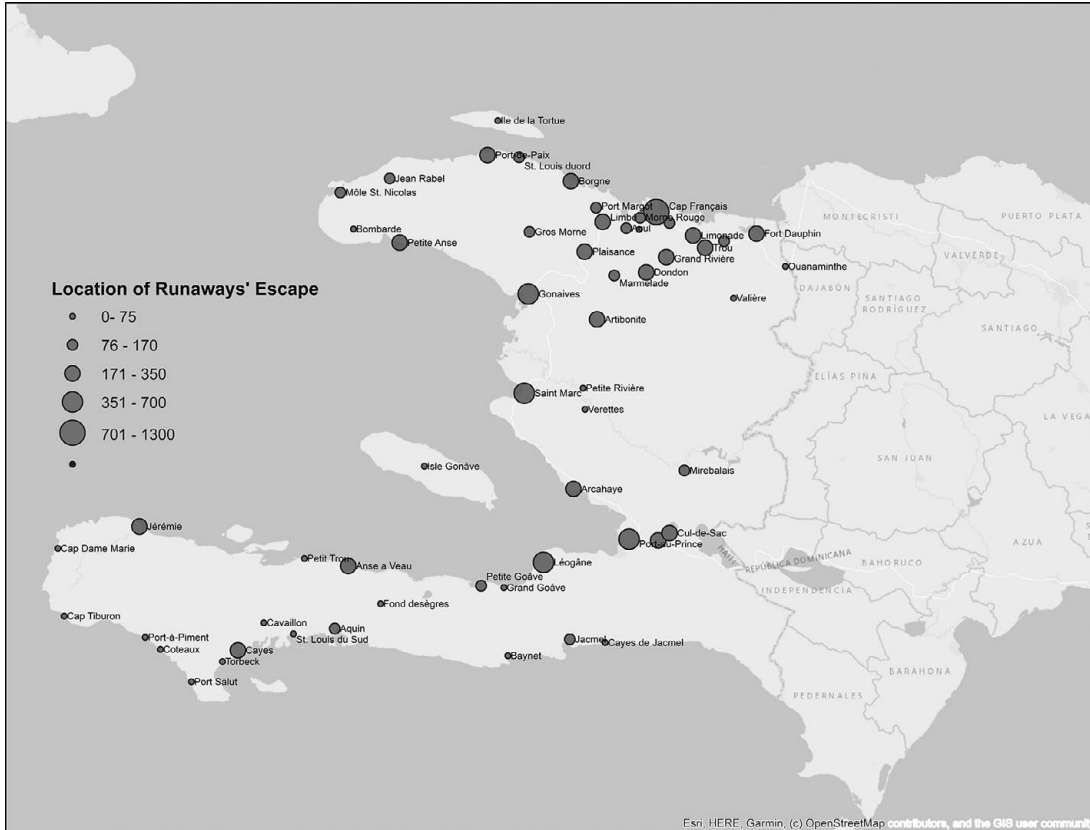 Ile de la Tortue
Port-de-Paix
St. Louis duord
Jean Rabel
Borgne
Môle St. Nicolas
Port Margot
Cap Français
Limbé
Morne Rouge
MONTECRISTI
PUERTO PLATA
Bombarde
Gros Morne
Acul
Limonade
Fort Dauphin
Petite Anse
Trou
Plaisance
Grand Rivière
VALVERDE
Dondon
Ouanaminthe
Marmelade
DAJABÓN
Location of Runaways' Escape
Gonaives
Valière
SANTIAGO
RODRÍGUEZ
0- 75
Artibonite
SANTIAGO
76 - 170
171 - 350
ELÍAS PIÑA
Petite Rivière
Saint Marc
351 - 700
Verettes
LA VEGA
701 - 1300
SAN JUAN
Isle Gonâve
Mirebalais
Arcahaye
Jérémie
Cul-de-Sac
Port-au-Prince
AZUA
Cap Dame Marie
HAITI
REPÚBLICA DOMINICANA
Petit Trou
Anse a Veau
Léogâne
BAHORUCO
Petite Goâve
Grand Goâve
INDEPENDENCIA
Fond desègres
Cap Tiburon
Cavaillon
Aquin
Port-à-Piment
St. Louis du Sud
Jacmel
Cayes de Jacmel
Coteaux
Cayes
Baynet
Torbeck
BARAHONA
Port Salut
PEDERNALES
Esri, HERE, Garmin, (c) OpenStreetMap contributors, and the GIS user communi